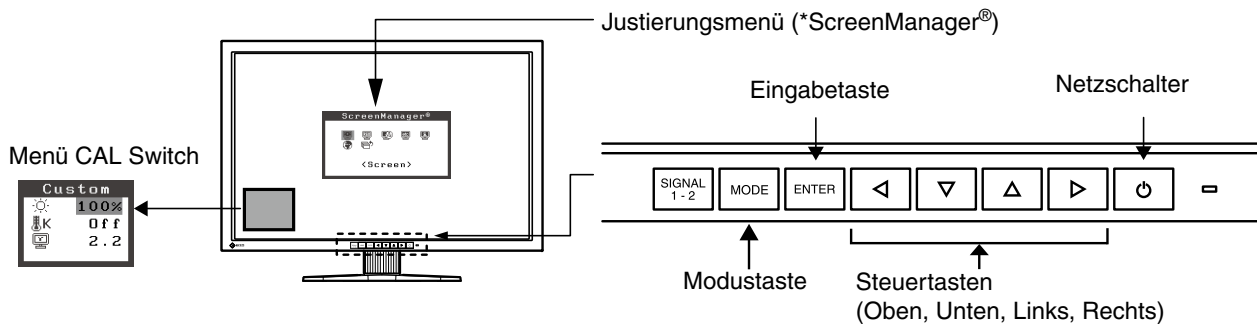 Justierungsmenü (*ScreenManager®)
Eingabetaste
Netzschalter
ScreenManager®
<Screen>
Menü CAL Switch
Custom
100%
K Off
2.2
SIGNAL
1 - 2
MODE
ENTER
Modustaste
Steuertasten
(Oben, Unten, Links, Rechts)